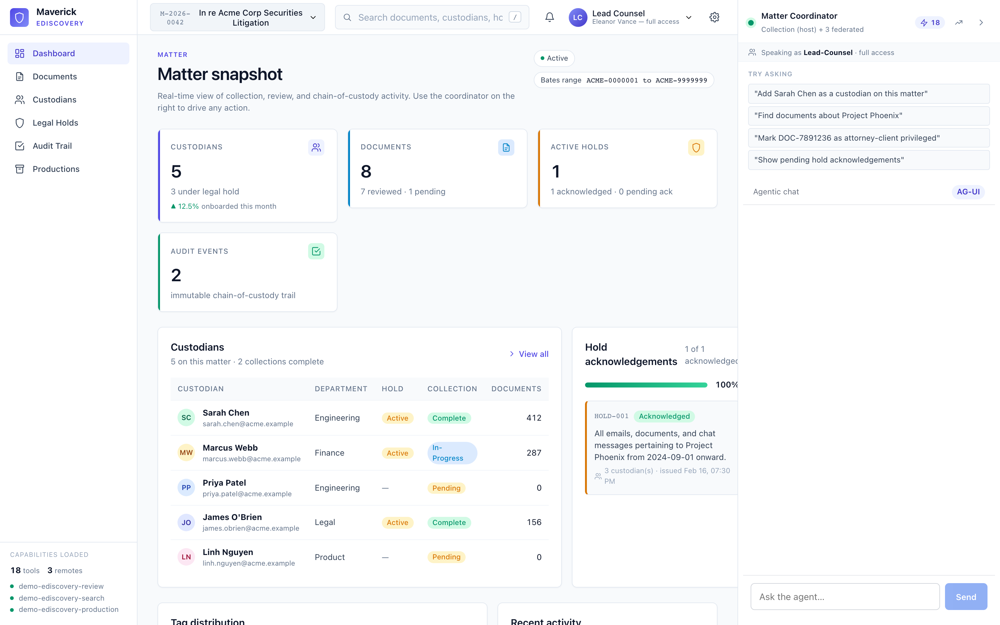 Maverick
EDISCOVERY
Dashboard
Documents
Custodians
Legal Holds
Audit Trail
Productions
CAPABILITIES LOADED
18 tools 3 remotes
demo-ediscovery-review
demo-ediscovery-search
demo-ediscovery-production
M-2026-
0042
In re Acme Corp Securities
Litigation
Search documents, custodians, hc
/
LC
Lead Counsel
Eleanor Vance — full access
MATTER
Matter snapshot
Real-time view of collection, review, and chain-of-custody activity. Use the coordinator on the
right to drive any action.
Active
Bates range ACME-0000001 to ACME-9999999
CUSTODIANS
5
3 under legal hold
▲ 12.5% onboarded this month
DOCUMENTS
8
7 reviewed · 1 pending
ACTIVE HOLDS
1
1 acknowledged · 0 pending ack
AUDIT EVENTS
2
immutable chain-of-custody trail
Custodians
5 on this matter · 2 collections complete
View all
CUSTODIAN DEPARTMENT HOLD COLLECTION DOCUMENTS
SC Sarah Chen Engineering Active Complete 412
sarah.chen@acme.example
MW Marcus Webb Finance Active In-Progress 287
marcus.webb@acme.example
PP Priya Patel Engineering — Pending 0
priya.patel@acme.example
JO James O'Brien Legal Active Complete 156
james.obrien@acme.example
LN Linh Nguyen Product — Pending 0
linh.nguyen@acme.example
Hold
acknowledgements
1 of 1
acknowledged
100%
HOLD-001 Acknowledged
All emails, documents, and chat
messages pertaining to Project
Phoenix from 2024-09-01 onward.
3 custodian(s) · issued Feb 16, 07:30
PM
Tag distribution
Recent activity
Matter Coordinator
Collection (host) + 3 federated
18
Speaking as Lead-Counsel · full access
TRY ASKING
"Add Sarah Chen as a custodian on this matter"
"Find documents about Project Phoenix"
"Mark DOC-7891236 as attorney-client privileged"
"Show pending hold acknowledgements"
Agentic chat
AG-UI
Ask the agent...
Send